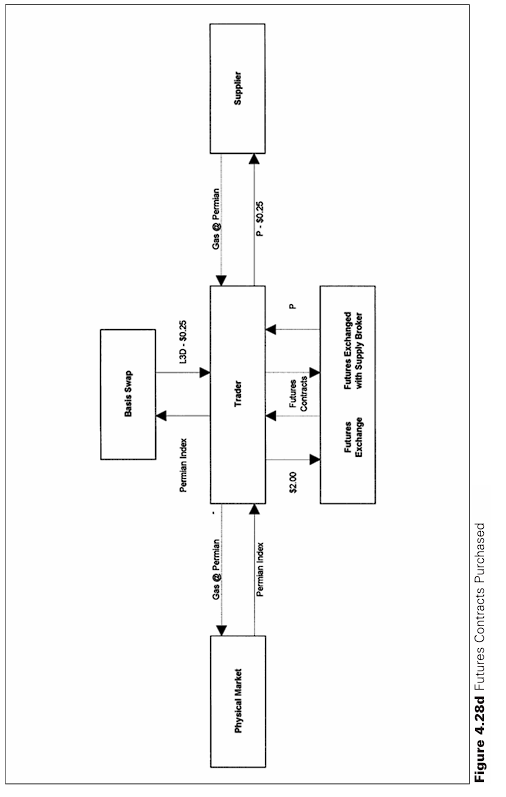 Basis Swap
Permian Index
L3D - $0.25
Gas @ Permian
Gas @ Permian
Physical Market
Trader
Supplier
Permian Index
P - $0.25
$2.00
Futures
Contracts
P
Futures
Exchange
Futures Exchanged
with Supply Broker
Figure 4.28d Futures Contracts Purchased